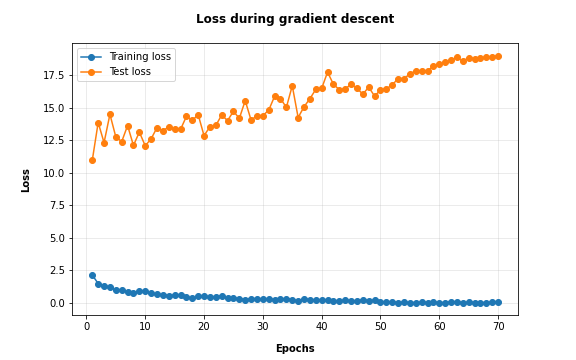 Loss during gradient descent
Training loss
Test loss
17.5
15.0
12.5
10.0
7.5
5.0
2.5
0.0
Loss
0 10 20 30 40 50 60 70
Epochs